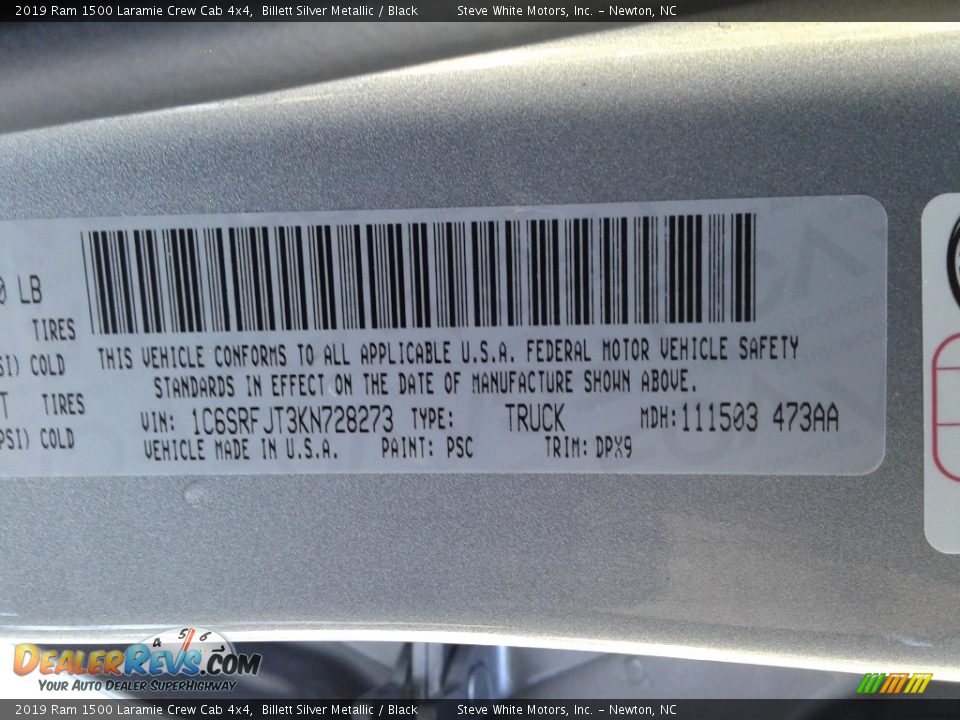 2019 Ram 1500 Laramie Crew Cab 4x4, Billett Silver Metallic / Black Steve White Motors, Inc. – Newton, NC
LB
TIRES
COLD
TIRES
PSI) COLD
THIS VEHICLE CONFORMS TO ALL APPLICABLE U.S.A. FEDERAL MOTOR VEHICLE SAFETY
STANDARDS IN EFFECT ON THE DATE OF MANUFACTURE SHOWN ABOVE.
VIN: 1C6SRFJT3KN728273 TYPE: TRUCK MDH:111503 473AA
VEHICLE MADE IN U.S.A. PAINT: PSC TRIM: DPX9
4 5 6
DealerRevs.com
Your Auto Dealer SuperHighway
2019 Ram 1500 Laramie Crew Cab 4x4, Billett Silver Metallic / Black Steve White Motors, Inc. – Newton, NC